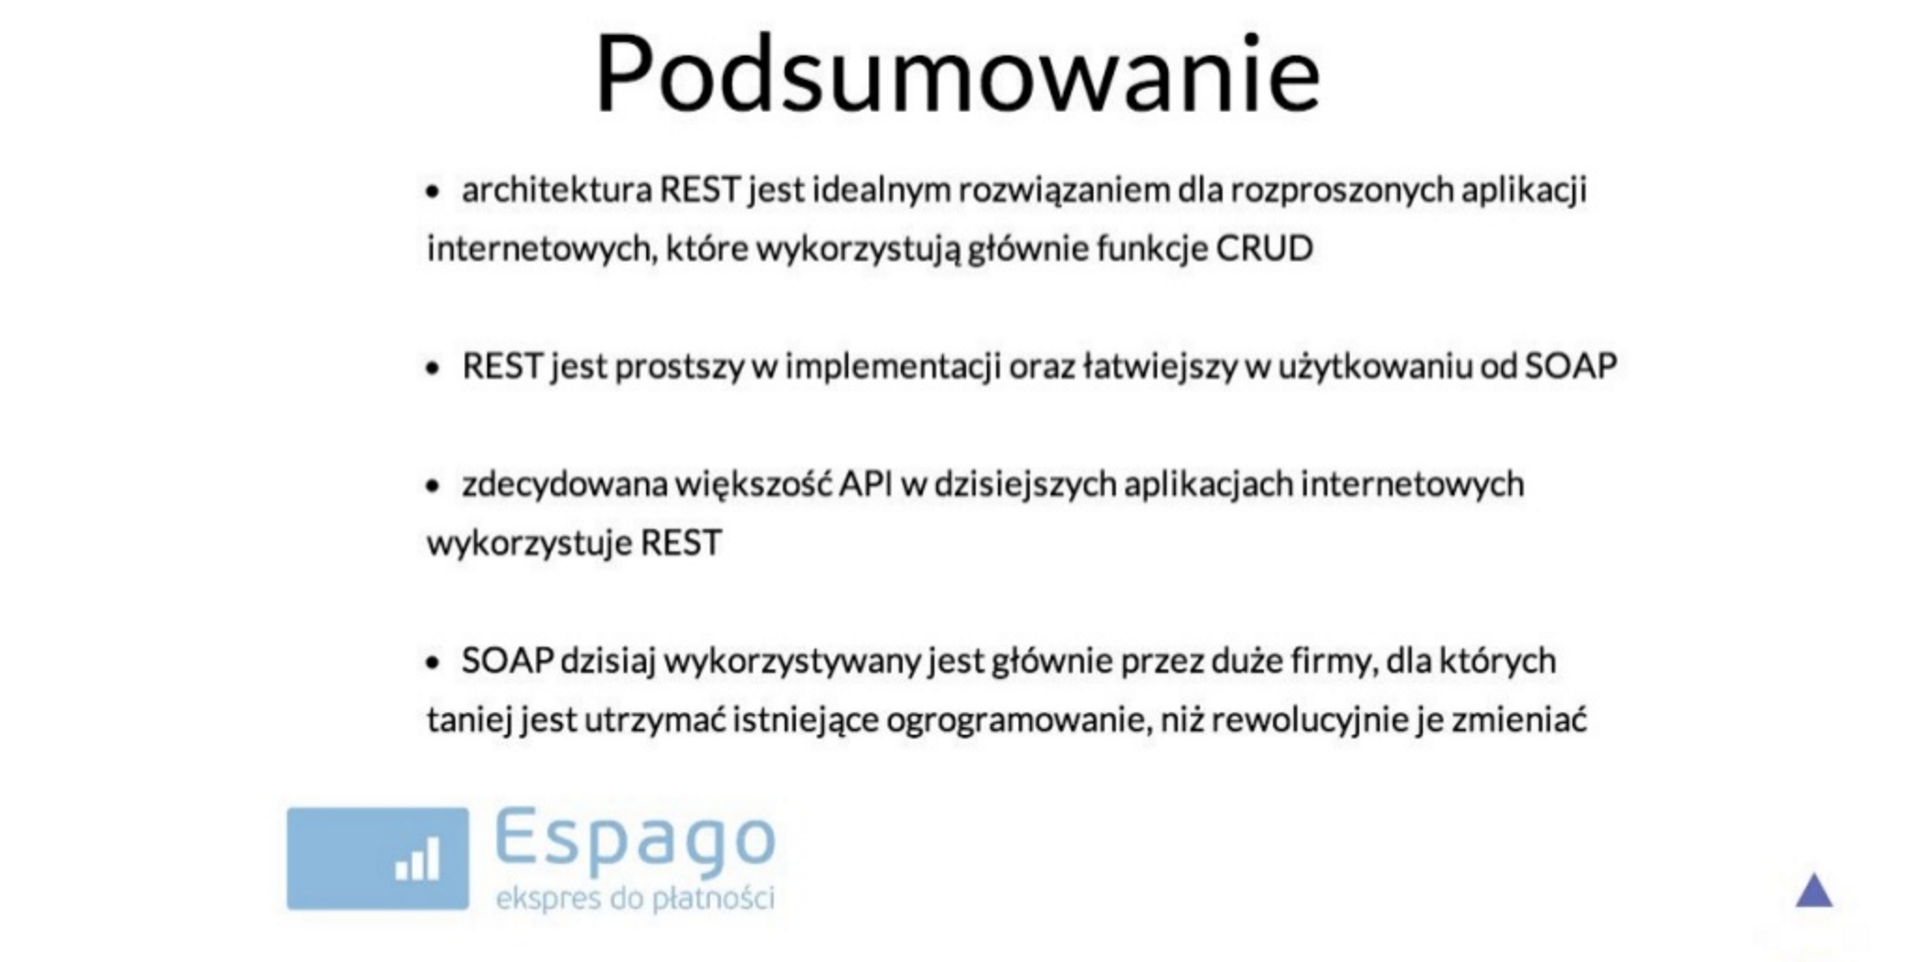 Podsumowanie
• architektura REST jest idealnym rozwiązaniem dla rozproszonych aplikacji
internetowych, które wykorzystują głównie funkcje CRUD
• REST jest prostszy w implementacji oraz łatwiejszy w użytkowaniu od SOAP
• zdecydowana większość API w dzisiejszych aplikacjach internetowych
wykorzystuje REST
• SOAP dzisiaj wykorzystywany jest głównie przez duże firmy, dla których
taniej jest utrzymać istniejące ogrogramowanie, niż rewolucyjnie je zmieniać
Espago
ekspres do płatności